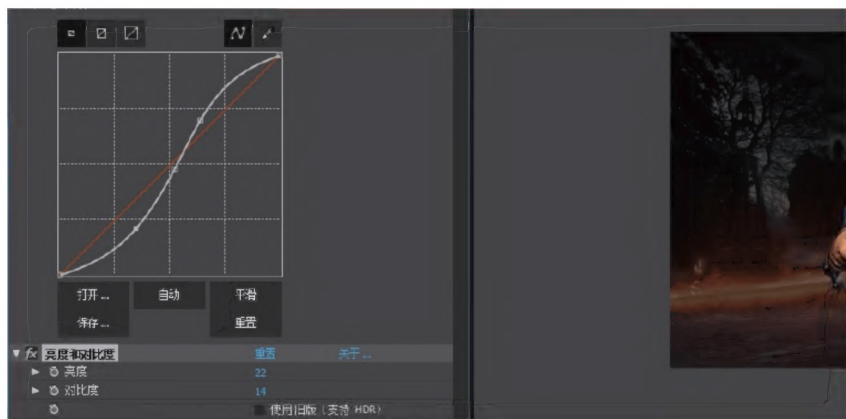 打开...
自动
平滑
保存...
重置
fx 亮度和对比度 重置 关于...
亮度 22
对比度 14
使用旧版（支持 HDR）